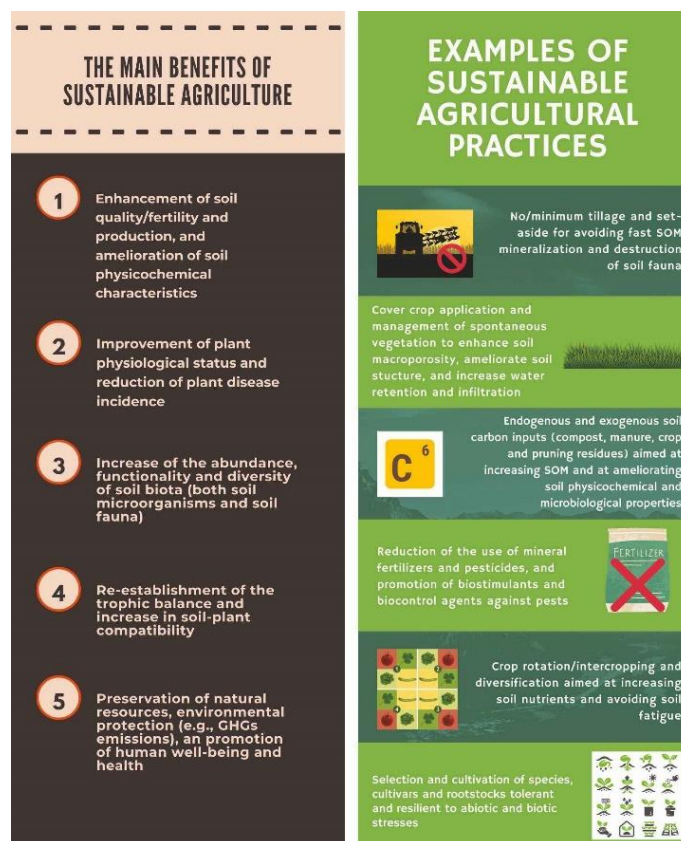 THE MAIN BENEFITS OF
SUSTAINABLE AGRICULTURE
1
Enhancement of soil
quality/fertility and
production, and
amelioration of soil
physicochemical
characteristics
2
Improvement of plant
physiological status and
reduction of plant disease
incidence
3
Increase of the abundance,
functionality and diversity
of soil biota (both soil
microorganisms and soil
fauna)
4
Re-establishment of the
trophic balance and
increase in soil-plant
compatibility
5
Preservation of natural
resources, environmental
protection (e.g., GHGs
emissions), an promotion
of human well-being and
health
EXAMPLES OF
SUSTAINABLE
AGRICULTURAL
PRACTICES
No/minimum tillage and set-
aside for avoiding fast SOM
mineralization and destruction
of soil fauna
Cover crop application and
management of spontaneous
vegetation to enhance soil
macroporosity, ameliorate soil
stucture, and increase water
retention and infiltration
Endogenous and exogenous soil
carbon inputs (compost, manure, crop
and pruning residues) aimed at
increasing SOM and at ameliorating
soil physicochemical and
microbiological properties
C 6
Reduction of the use of mineral
fertilizers and pesticides, and
promotion of biostimulants and
biocontrol agents against pests
FERTILIZER
Crop rotation/intercropping and
diversification aimed at increasing
soil nutrients and avoiding soil
fatigue
1 2
4 3
Selection and cultivation of species,
cultivars and rootstocks tolerant
and resilient to abiotic and biotic
stresses